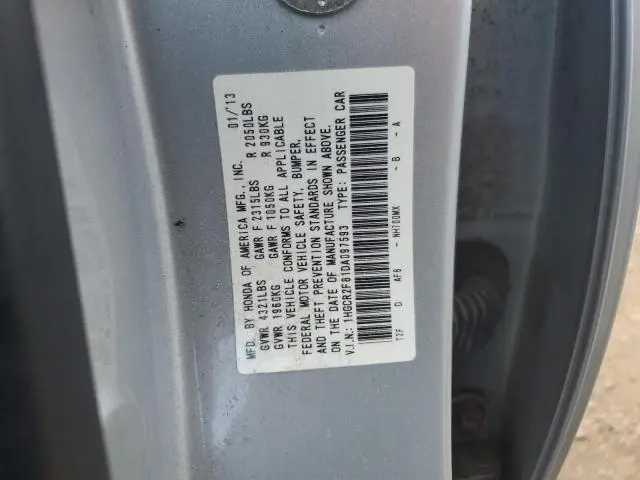 MFD. BY HONDA OF AMERICA MFG., INC. 01/'13
GVWR 4321LBS GAWR F 2315LBS R 2050LBS
GVWR 1960KG GAWR F 1050KG R 930KG
THIS VEHICLE CONFORMS TO ALL APPLICABLE
FEDERAL MOTOR VEHICLE SAFETY, BUMPER,
AND THEFT PREVENTION STANDARDS IN EFFECT
ON THE DATE OF MANUFACTURE SHOWN ABOVE.
V.I.N.: 1HGCR2F81DA097593 TYPE: PASSENGER CAR
T2F D AF8 - NH700MX - B - A